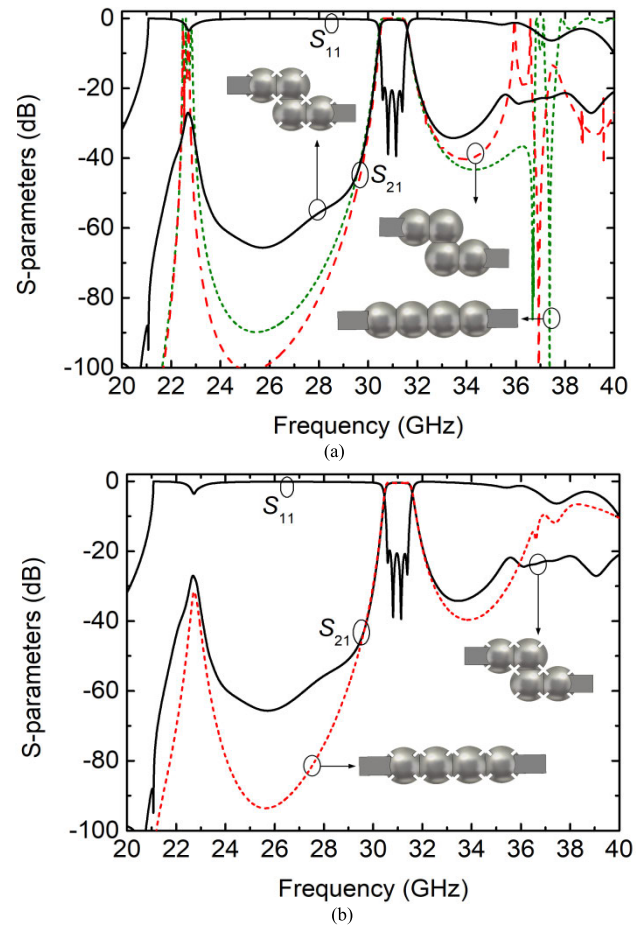 0
-20
-40
-60
-80
-100
S-parameters (dB)
S11
S21
20 22 24 26 28 30 32 34 36 38 40
Frequency (GHz)
(a)
0
-20
-40
-60
-80
-100
S-parameters (dB)
S11
S21
20 22 24 26 28 30 32 34 36 38 40
Frequency (GHz)
(b)